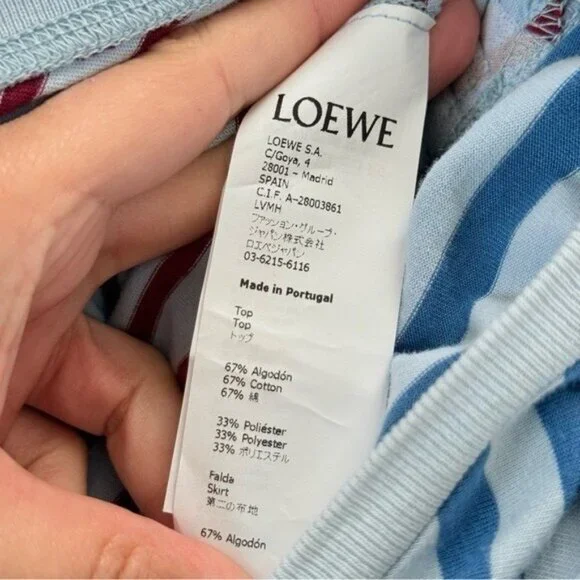 LOEWE
LOEWE S.A.
C/Goya, 4
28001 – Madrid
SPAIN
C.I.F. A-28003861
LVMH
ファッション・グループ・
ジャパン株式会社
ロエベジャパン
03-6215-6116
Made in Portugal
Top
Top
トップ
67% Algodón
67% Cotton
67% 綿
33% Poliéster
33% Polyester
33% ポリエステル
Falda
Skirt
第二の布地
67% Algodón